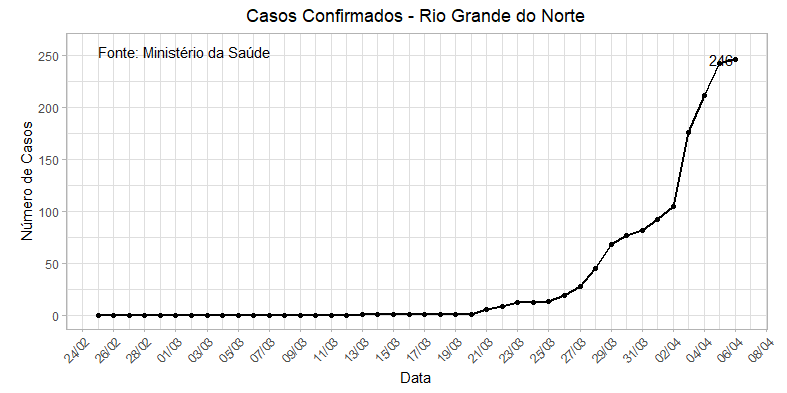 Casos Confirmados - Rio Grande do Norte
Fonte: Ministério da Saúde
246
250
200
150
100
50
0
Número de Casos
24/02 26/02 28/02 01/03 03/03 05/03 07/03 09/03 11/03 13/03 15/03 17/03 19/03 21/03 23/03 25/03 27/03 29/03 31/03 02/04 04/04 06/04 08/04
Data